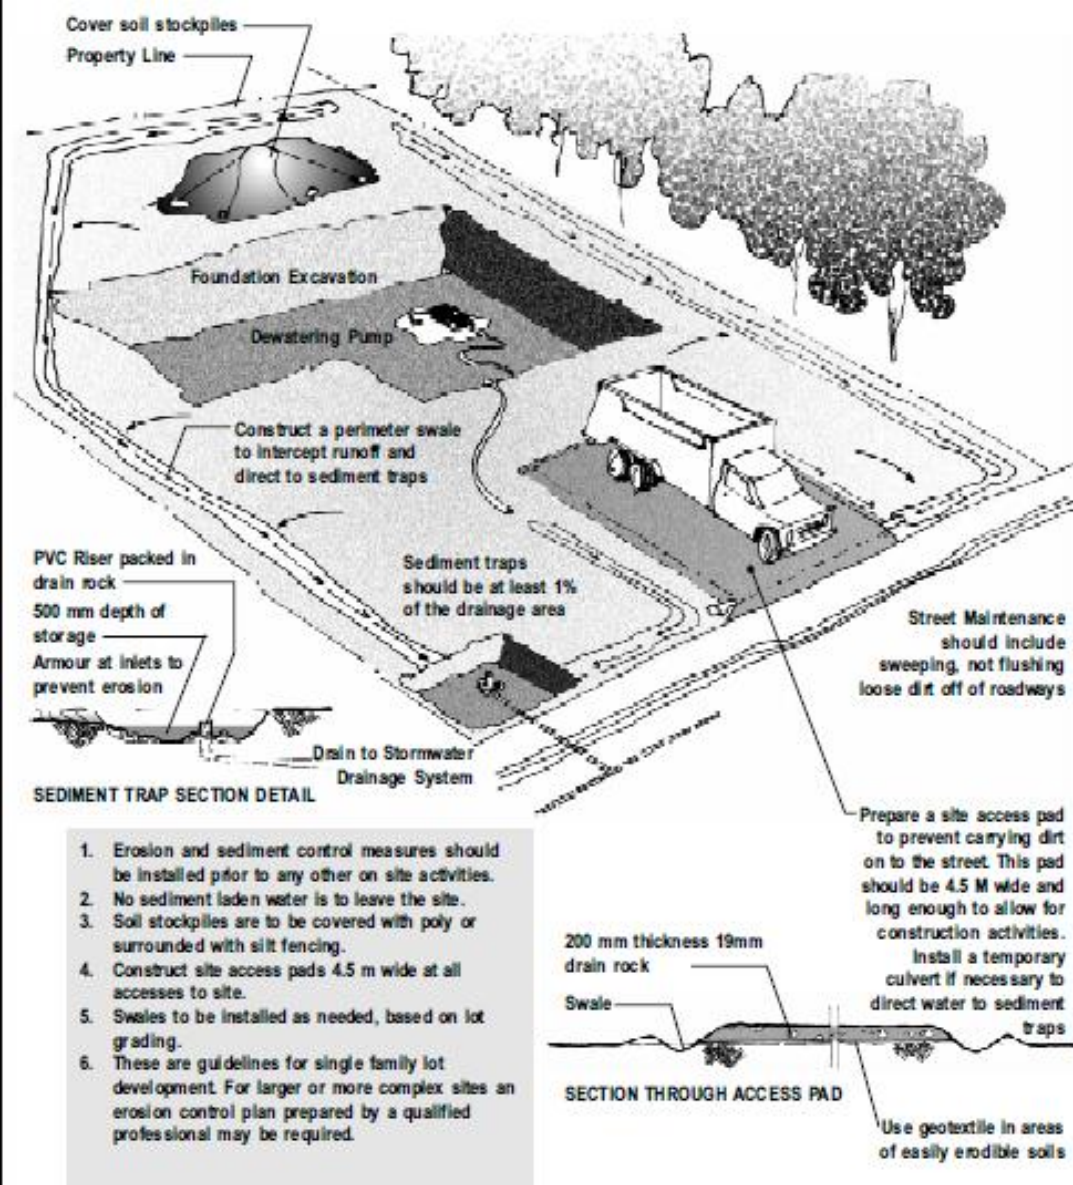 Cover soil stockpiles
Property Line
Foundation Excavation
Dewatering Pump
Construct a perimeter swale
to intercept runoff and
direct to sediment traps
PVC Riser packed in
drain rock
500 mm depth of
storage
Armour at inlets to
prevent erosion
Sediment traps
should be at least 1%
of the drainage area
Street Maintenance
should include
sweeping, not flushing
loose dirt off of roadways
Drain to Stormwater
Drainage System
SEDIMENT TRAP SECTION DETAIL
Prepare a site access pad
to prevent carrying dirt
on to the street. This pad
should be 4.5 M wide and
long enough to allow for
construction activities.
Install a temporary
culvert if necessary to
direct water to sediment
traps
1. Erosion and sediment control measures should
be installed prior to any other on site activities.
2. No sediment laden water is to leave the site.
3. Soil stockpiles are to be covered with poly or
surrounded with silt fencing.
4. Construct site access pads 4.5 m wide at all
accesses to site.
5. Swales to be installed as needed, based on lot
grading.
6. These are guidelines for single family lot
development. For larger or more complex sites an
erosion control plan prepared by a qualified
professional may be required.
200 mm thickness 19mm
drain rock
Swale
SECTION THROUGH ACCESS PAD
Use geotextile in areas
of easily erodible soils